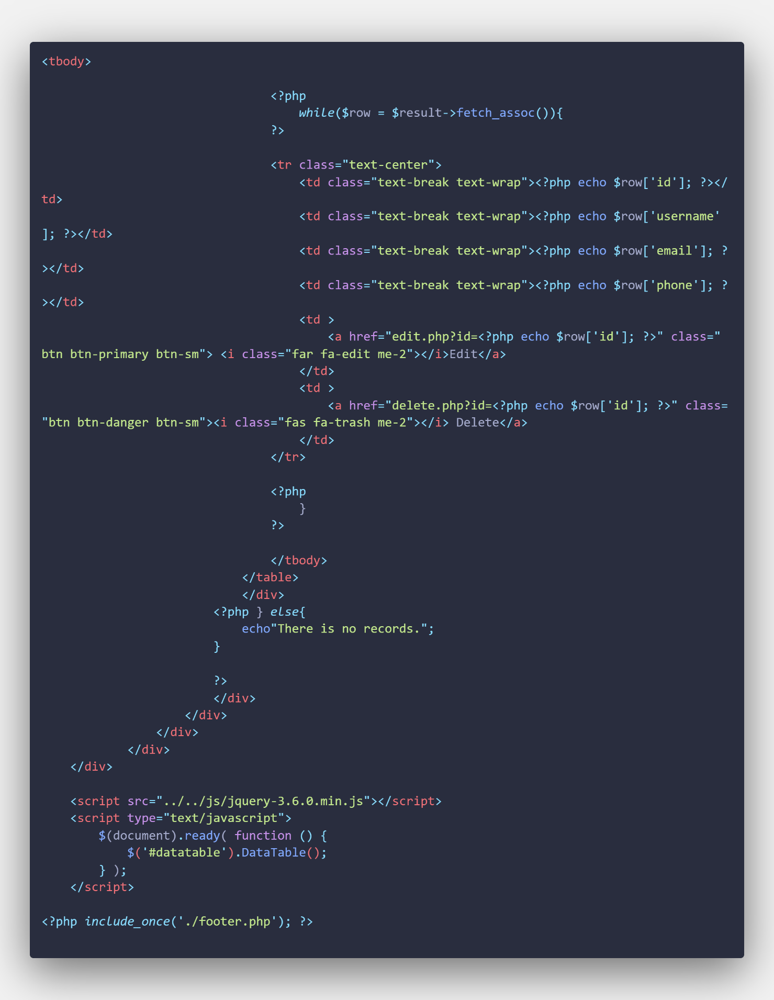 <tbody>
<?php
while($row = $result->fetch_assoc()){
?>
<tr class="text-center">
<td class="text-break text-wrap"><?php echo $row['id']; ?></
td>
<td class="text-break text-wrap"><?php echo $row['username'
]; ?></td>
<td class="text-break text-wrap"><?php echo $row['email']; ?
></td>
<td class="text-break text-wrap"><?php echo $row['phone']; ?
></td>
<td >
<a href="edit.php?id=<?php echo $row['id']; ?>" class="
btn btn-primary btn-sm"> <i class="far fa-edit me-2"></i>Edit</a>
</td>
<td >
<a href="delete.php?id=<?php echo $row['id']; ?>" class=
"btn btn-danger btn-sm"><i class="fas fa-trash me-2"></i> Delete</a>
</td>
</tr>
<?php
}
?>
</tbody>
</table>
</div>
<?php } else{
echo"There is no records.";
}
?>
</div>
</div>
</div>
</div>
</div>
<script src="../../js/jquery-3.6.0.min.js"></script>
<script type="text/javascript">
$(document).ready( function () {
$('#datatable').DataTable();
} );
</script>
<?php include_once('./footer.php'); ?>